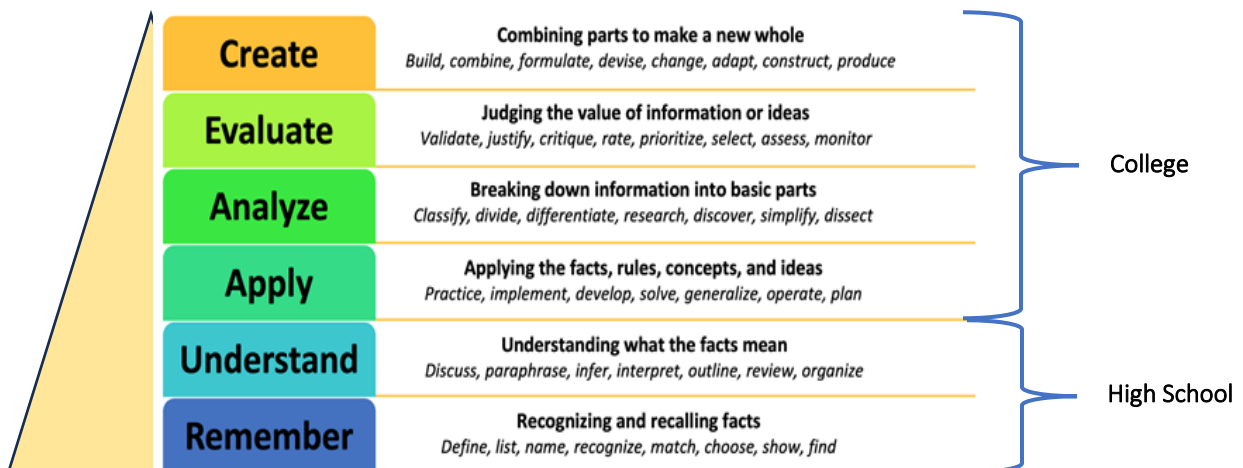 Create
Combining parts to make a new whole
Build, combine, formulate, devise, change, adapt, construct, produce
Evaluate
Judging the value of information or ideas
Validate, justify, critique, rate, prioritize, select, assess, monitor
Analyze
Breaking down information into basic parts
Classify, divide, differentiate, research, discover, simplify, dissect
Apply
Applying the facts, rules, concepts, and ideas
Practice, implement, develop, solve, generalize, operate, plan
College
Understand
Understanding what the facts mean
Discuss, paraphrase, infer, interpret, outline, review, organize
Remember
Recognizing and recalling facts
Define, list, name, recognize, match, choose, show, find
High School